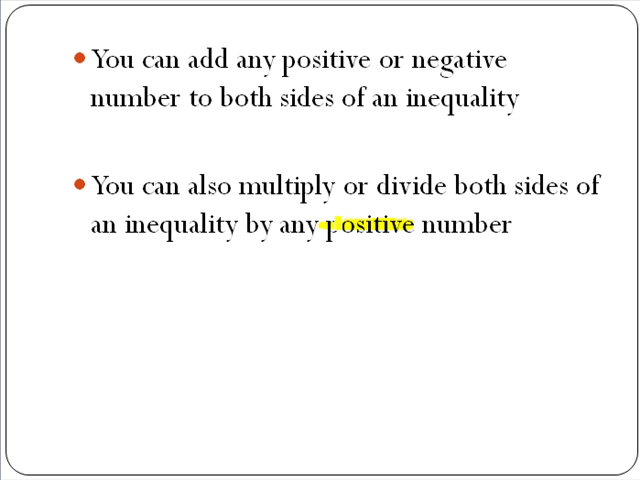 You can add any positive or negative
number to both sides of an inequality
You can also multiply or divide both sides of
an inequality by any positive number